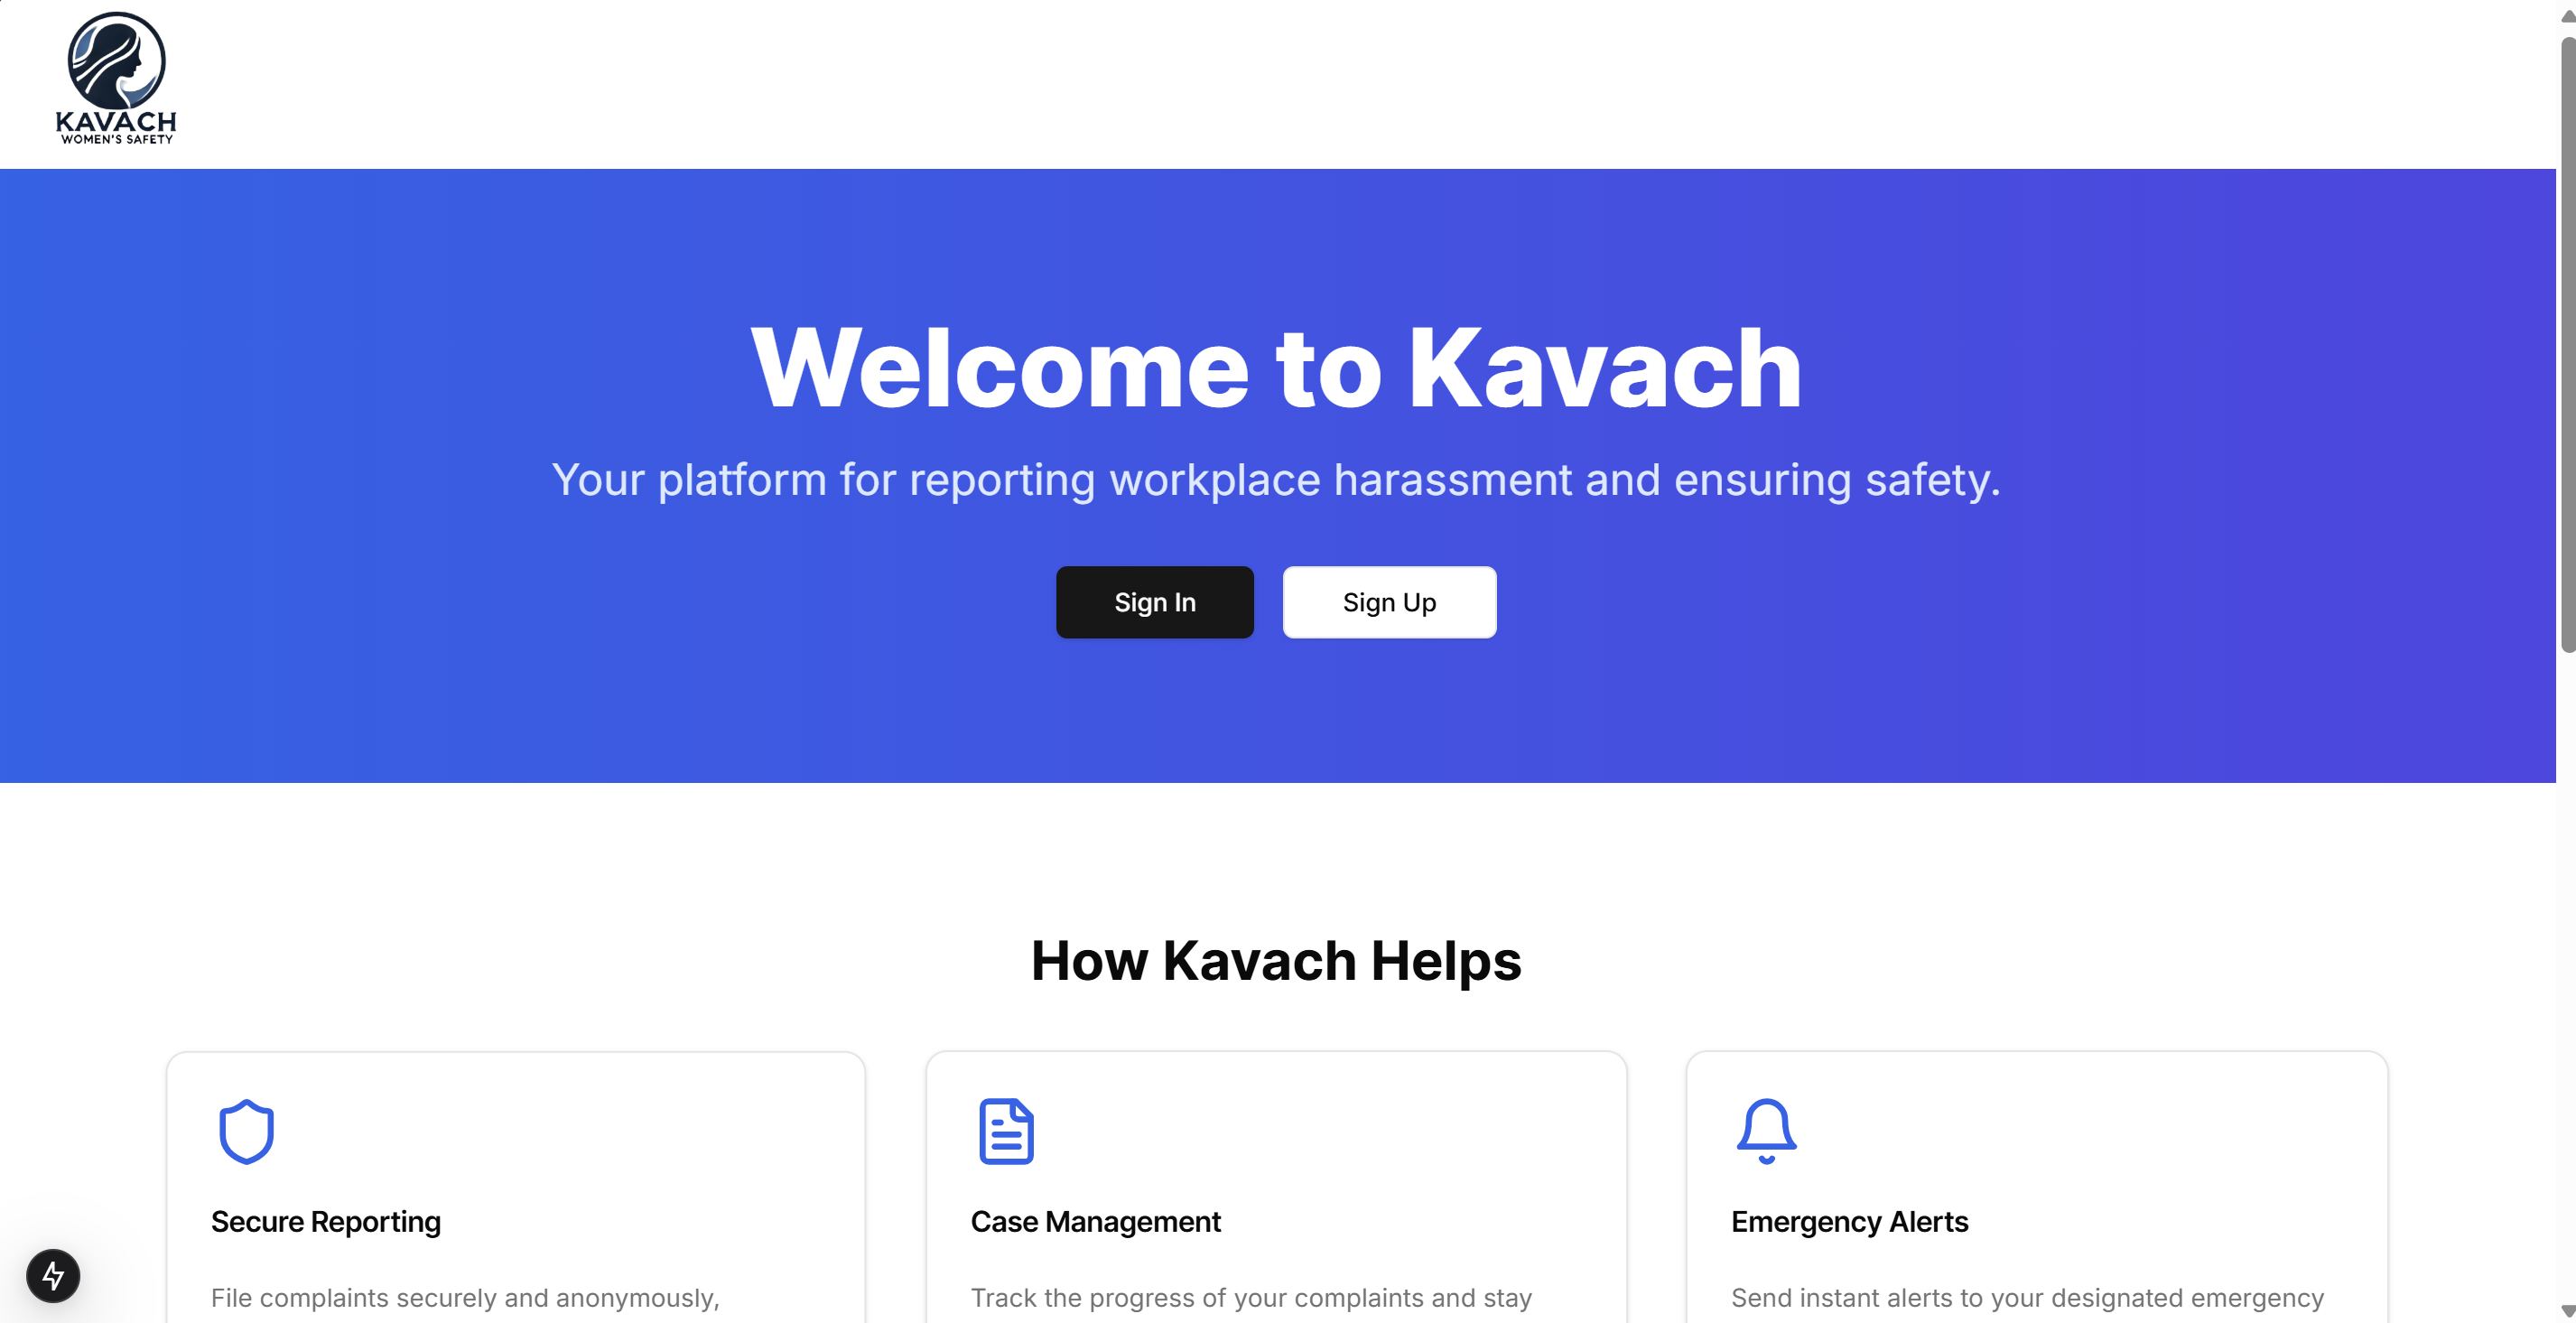 KAVACH
WOMEN'S SAFETY
Welcome to Kavach
Your platform for reporting workplace harassment and ensuring safety.
Sign In
Sign Up
How Kavach Helps
Secure Reporting
File complaints securely and anonymously,
Case Management
Track the progress of your complaints and stay
Emergency Alerts
Send instant alerts to your designated emergency